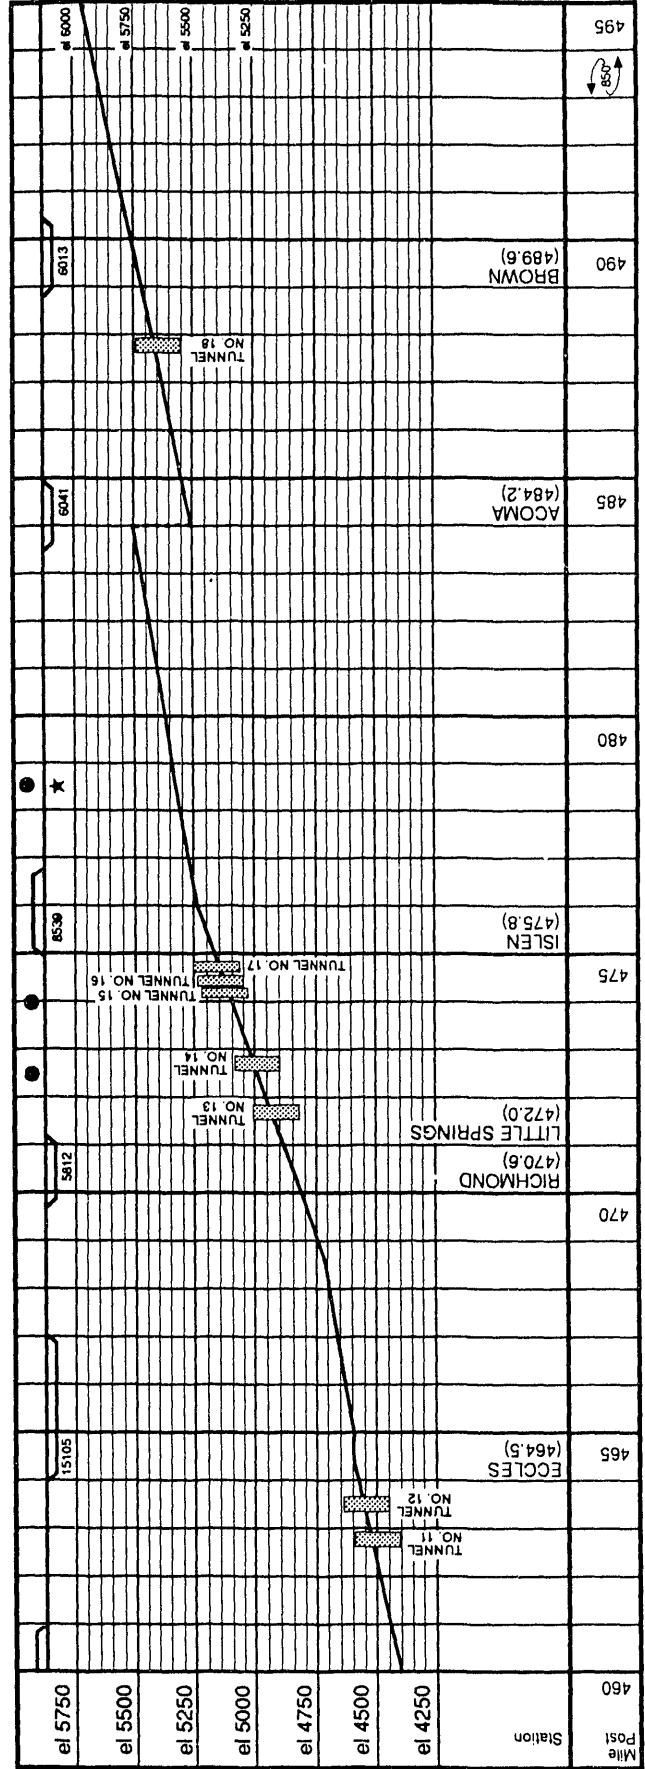 el 6000
el 5750
el 5500
el 5250
495
850'
6013
BROWN
(489.6)
490
TUNNEL
NO. 18
6041
ACOMA
(484.2)
485
480
8539
ISLEN
(475.8)
475
TUNNEL NO. 17
TUNNEL NO. 16
TUNNEL NO. 15
TUNNEL
NO. 14
TUNNEL
NO. 13
LITTLE SPRINGS
(472.0)
5812
RICHMOND
(470.6)
470
15105
ECCLES
(464.5)
465
TUNNEL
NO. 12
TUNNEL
NO. 11
el 5750
el 5500
el 5250
el 5000
el 4750
el 4500
el 4250
Station
460
Mile
Post